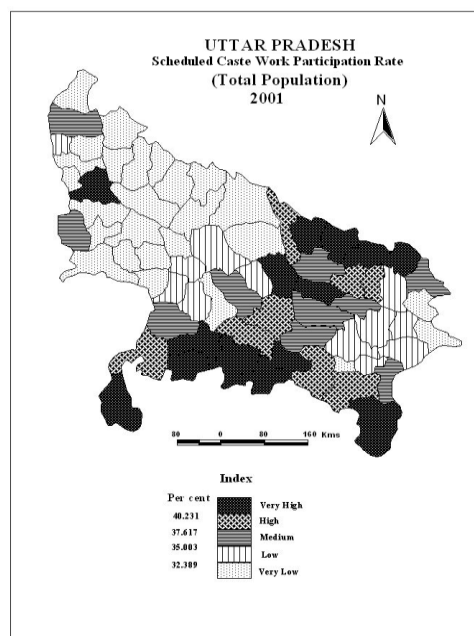 UTTAR PRADESH
Scheduled Caste Work Participation Rate
(Total Population)
2001
N
80 0 80 160 Kms
Index
Per cent
Very High
40.231
High
37.617
Medium
35.003
Low
32.389
Very Low